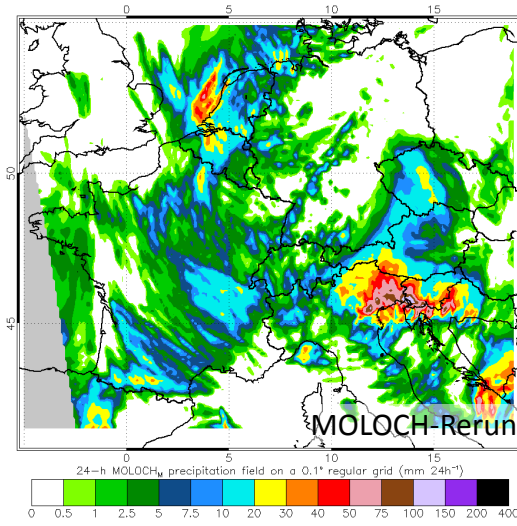 0 5 10 15
50
45
MOLOCH-Rerun
0 5 10 15
24-h MOLOCHM precipitation field on a 0.1° regular grid (mm 24h⁻¹)
0 0.5 1 2.5 5 7.5 10 20 30 40 50 75 100 150 200 400